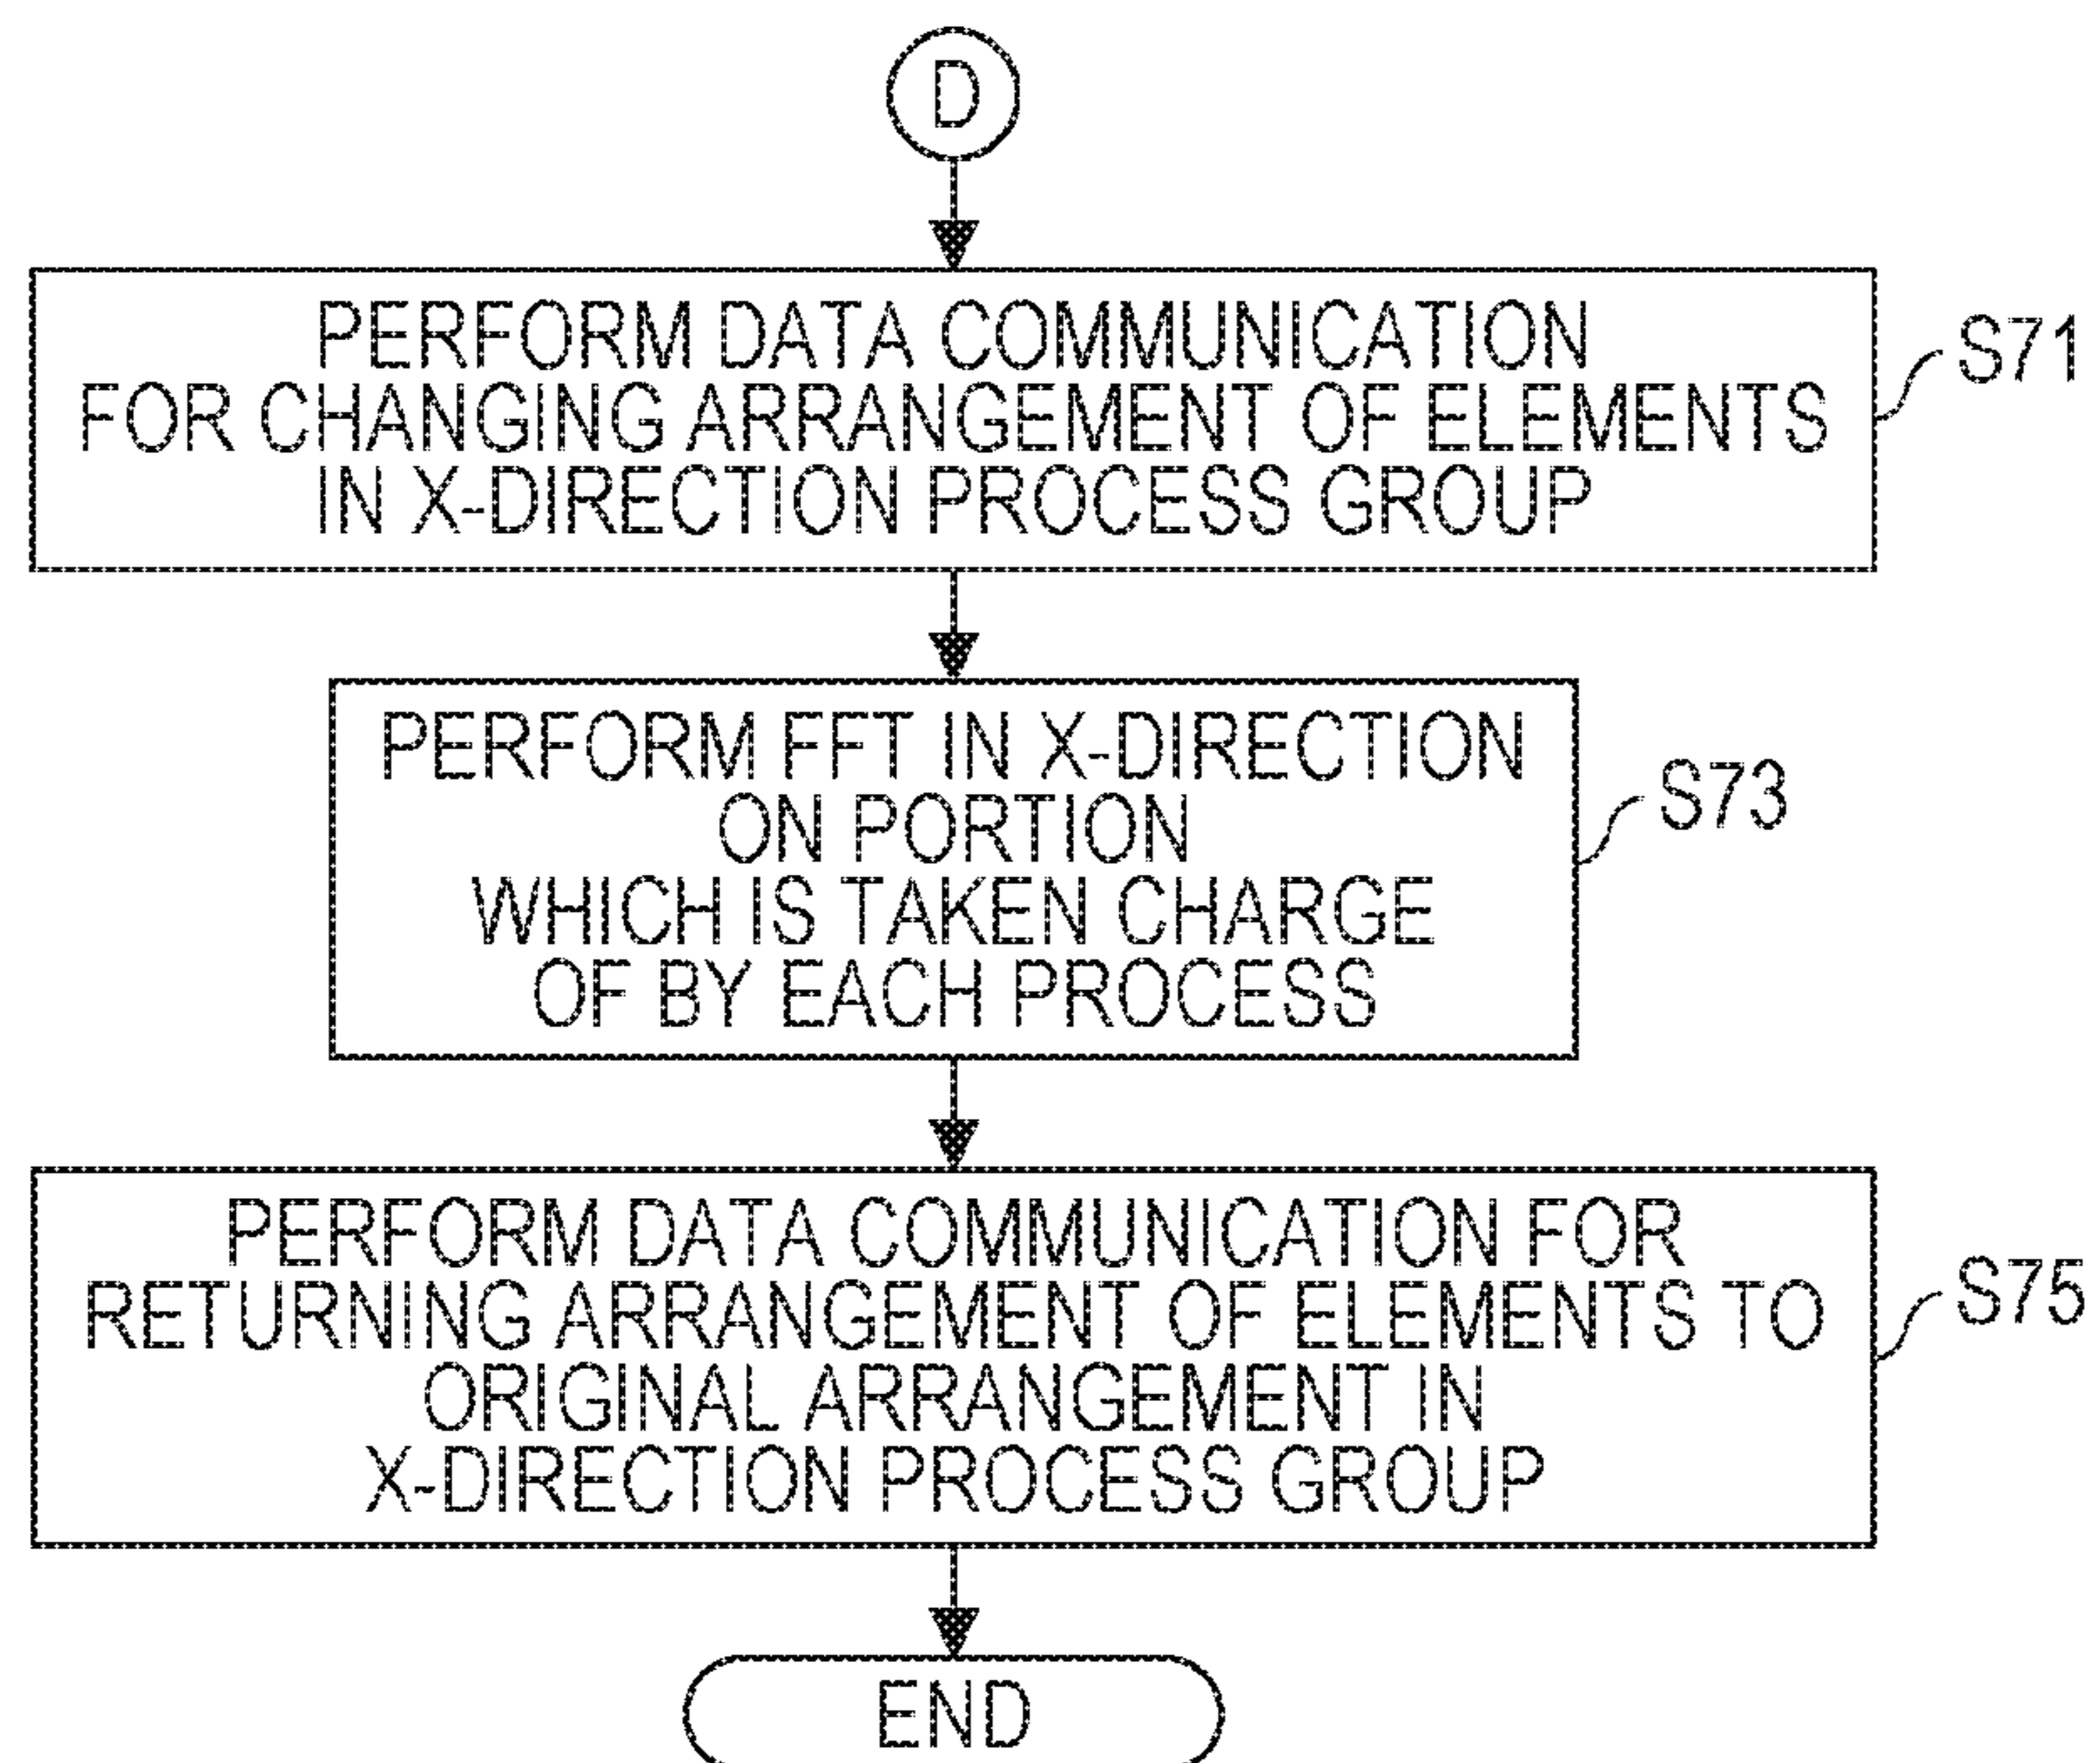 D
PERFORM DATA COMMUNICATION
FOR CHANGING ARRANGEMENT OF ELEMENTS
IN X-DIRECTION PROCESS GROUP
S71
PERFORM FFT IN X-DIRECTION
ON PORTION
WHICH IS TAKEN CHARGE
OF BY EACH PROCESS
S73
PERFORM DATA COMMUNICATION FOR
RETURNING ARRANGEMENT OF ELEMENTS TO
ORIGINAL ARRANGEMENT IN
X-DIRECTION PROCESS GROUP
S75
END